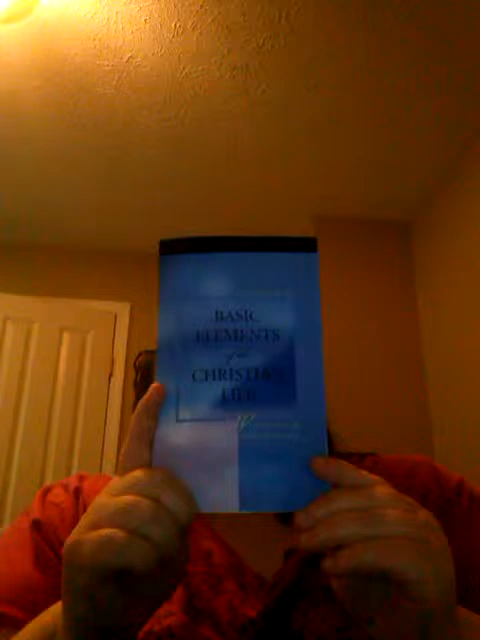 BASIC
ELEMENTS
of the
CHRISTIAN
LIFE